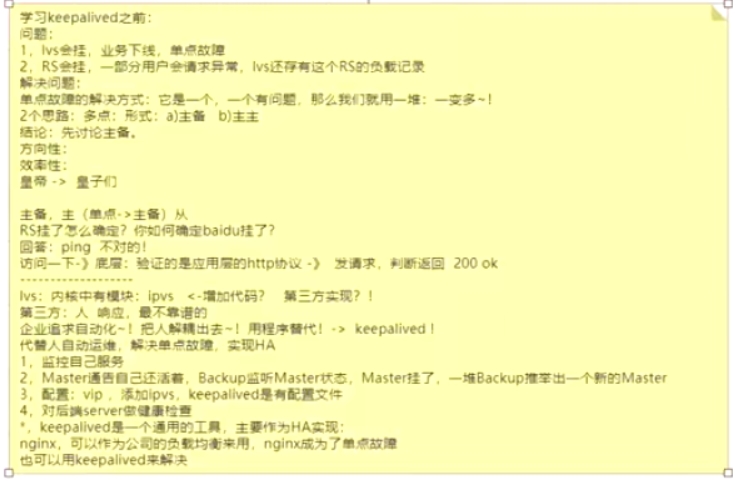 学习keepalived之前：
问题：
1，lvs会挂，业务下线，单点故障
2，RS会挂，一部分用户会请求异常，lvs还存有这个RS的负载记录
解决问题：
单点故障的解决方式：它是一个，一个有问题，那么我们就用一堆：一变多~！
2个思路：多点：形式：a)主备 b)主主
结论：先讨论主备。
方向性：
效率性：
皇帝 -> 皇子们
主备，主（单点->主备）从
RS挂了怎么确定？你如何确定baidu挂了？
回答：ping 不对的！
访问一下-》底层：验证的是应用层的http协议 -》 发请求，判断返回 200 ok
-------------------
lvs：内核中有模块：ipvs <-增加代码？ 第三方实现？！
第三方：人 响应，最不靠谱的
企业追求自动化~！把人解耦出去~！用程序替代！-> keepalived！
代替人自动运维，解决单点故障，实现HA
1，监控自己服务
2，Master通告自己还活着，Backup监听Master状态，Master挂了，一堆Backup推举出一个新的Master
3，配置：vip，添加ipvs，keepalived是有配置文件
4，对后端server做健康检查
*，keepalived是一个通用的工具，主要作为HA实现：
nginx，可以作为公司的负载均衡来用，nginx成为了单点故障
也可以用keepalived来解决